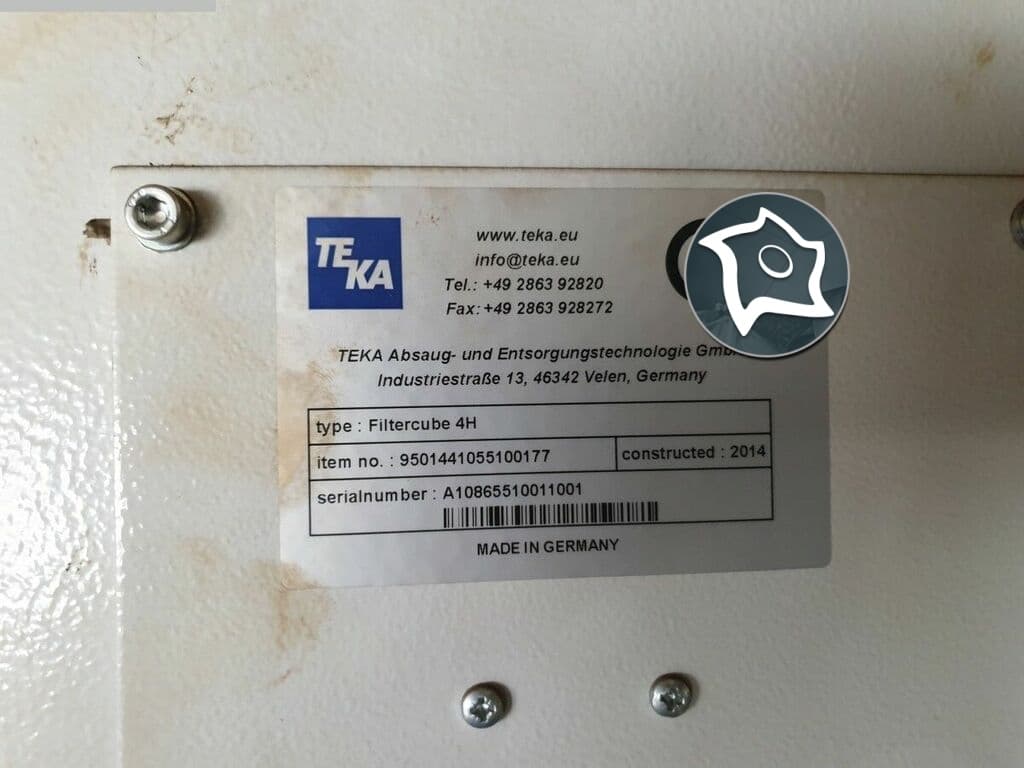 TEKA
www.teka.eu
info@teka.eu
Tel.: +49 2863 92820
Fax: +49 2863 928272
TEKA Absaug- und Entsorgungstechnologie
Industriestraße 13, 46342 Velen, Germany
type : Filtercube 4H
item no. : 9501441055100177
constructed : 2014
serialnumber : A10865510011001
MADE IN GERMANY